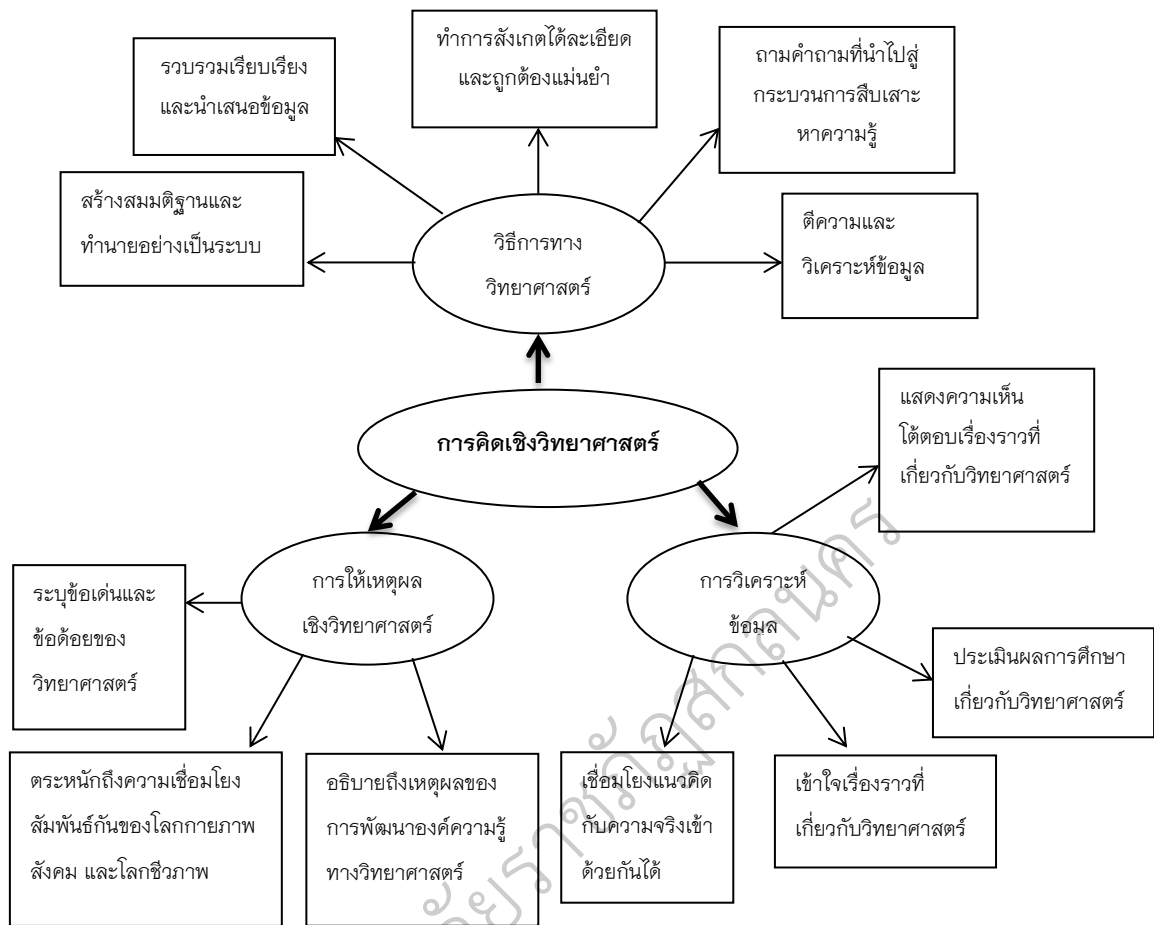 ทำการสังเกตได้ละเอียด
และถูกต้องแม่นยำ
รวบรวมเรียบเรียง
และนำเสนอข้อมูล
ถามคำถามที่นำไปสู่
กระบวนการสืบเสาะ
หาความรู้
สร้างสมมติฐานและ
ทำนายอย่างเป็นระบบ
วิธีการทาง
วิทยาศาสตร์
ตีความและ
วิเคราะห์ข้อมูล
การคิดเชิงวิทยาศาสตร์
แสดงความเห็น
โต้ตอบเรื่องราวที่
เกี่ยวกับวิทยาศาสตร์
การให้เหตุผล
เชิงวิทยาศาสตร์
การวิเคราะห์
ข้อมูล
ระบุข้อเด่นและ
ข้อด้อยของ
วิทยาศาสตร์
ประเมินผลการศึกษา
เกี่ยวกับวิทยาศาสตร์
ตระหนักถึงความเชื่อมโยง
สัมพันธ์กันของโลกกายภาพ
สังคม และโลกชีวภาพ
อธิบายถึงเหตุผลของ
การพัฒนาองค์ความรู้
ทางวิทยาศาสตร์
เชื่อมโยงแนวคิด
กับความจริงเข้า
ด้วยกันได้
เข้าใจเรื่องราวที่
เกี่ยวกับวิทยาศาสตร์
ราชภัฏสกลนคร